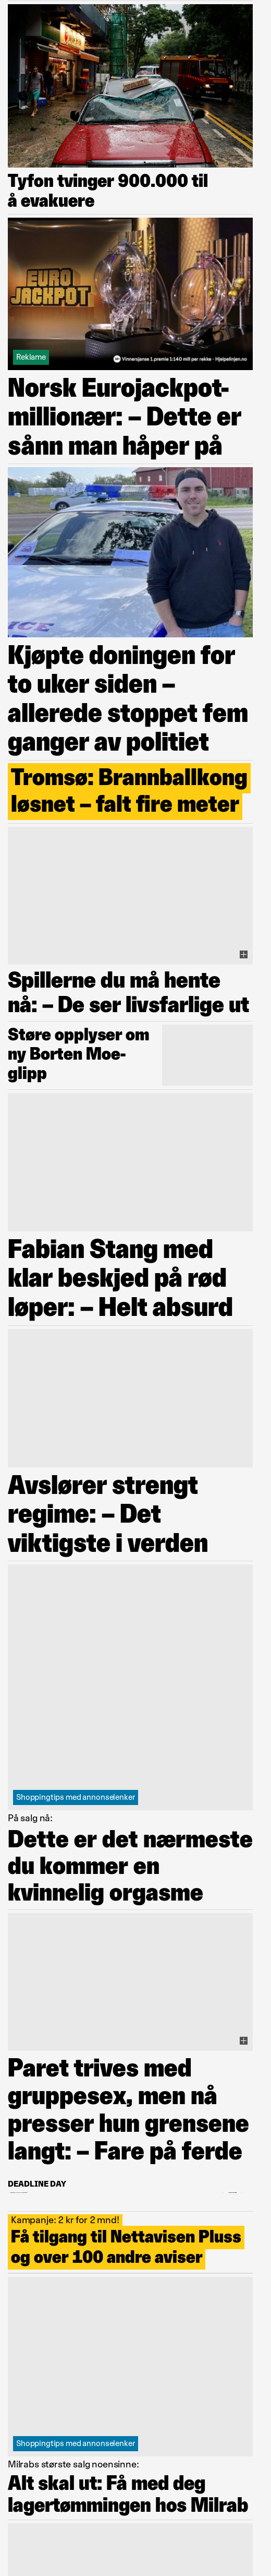 Tyfon tvinger 900.000 til
å evakuere
EURO
JACKPOT
Reklame
Vinnersjanse 1.premie 1:140 mill per rekke - Hjelpelinjen.no
Norsk Eurojackpot-
millionær: – Dette er
sånn man håper på
Kjøpte doningen for
to uker siden –
allerede stoppet fem
ganger av politiet
Tromsø: Brannballkong
løsnet – falt fire meter
Spillerne du må hente
nå: – De ser livsfarlige ut
Støre opplyser om
ny Borten Moe-
glipp
Fabian Stang med
klar beskjed på rød
løper: – Helt absurd
Avslører strengt
regime: – Det
viktigste i verden
Shoppingtips med annonselenker
På salg nå:
Dette er det nærmeste
du kommer en
kvinnelig orgasme
Paret trives med
gruppesex, men nå
presser hun grensene
langt: – Fare på ferde
DEADLINE DAY
Kampanje: 2 kr for 2 mnd!
Få tilgang til Nettavisen Pluss
og over 100 andre aviser
Shoppingtips med annonselenker
Milrabs største salg noensinne:
Alt skal ut: Få med deg
lagertømmingen hos Milrab